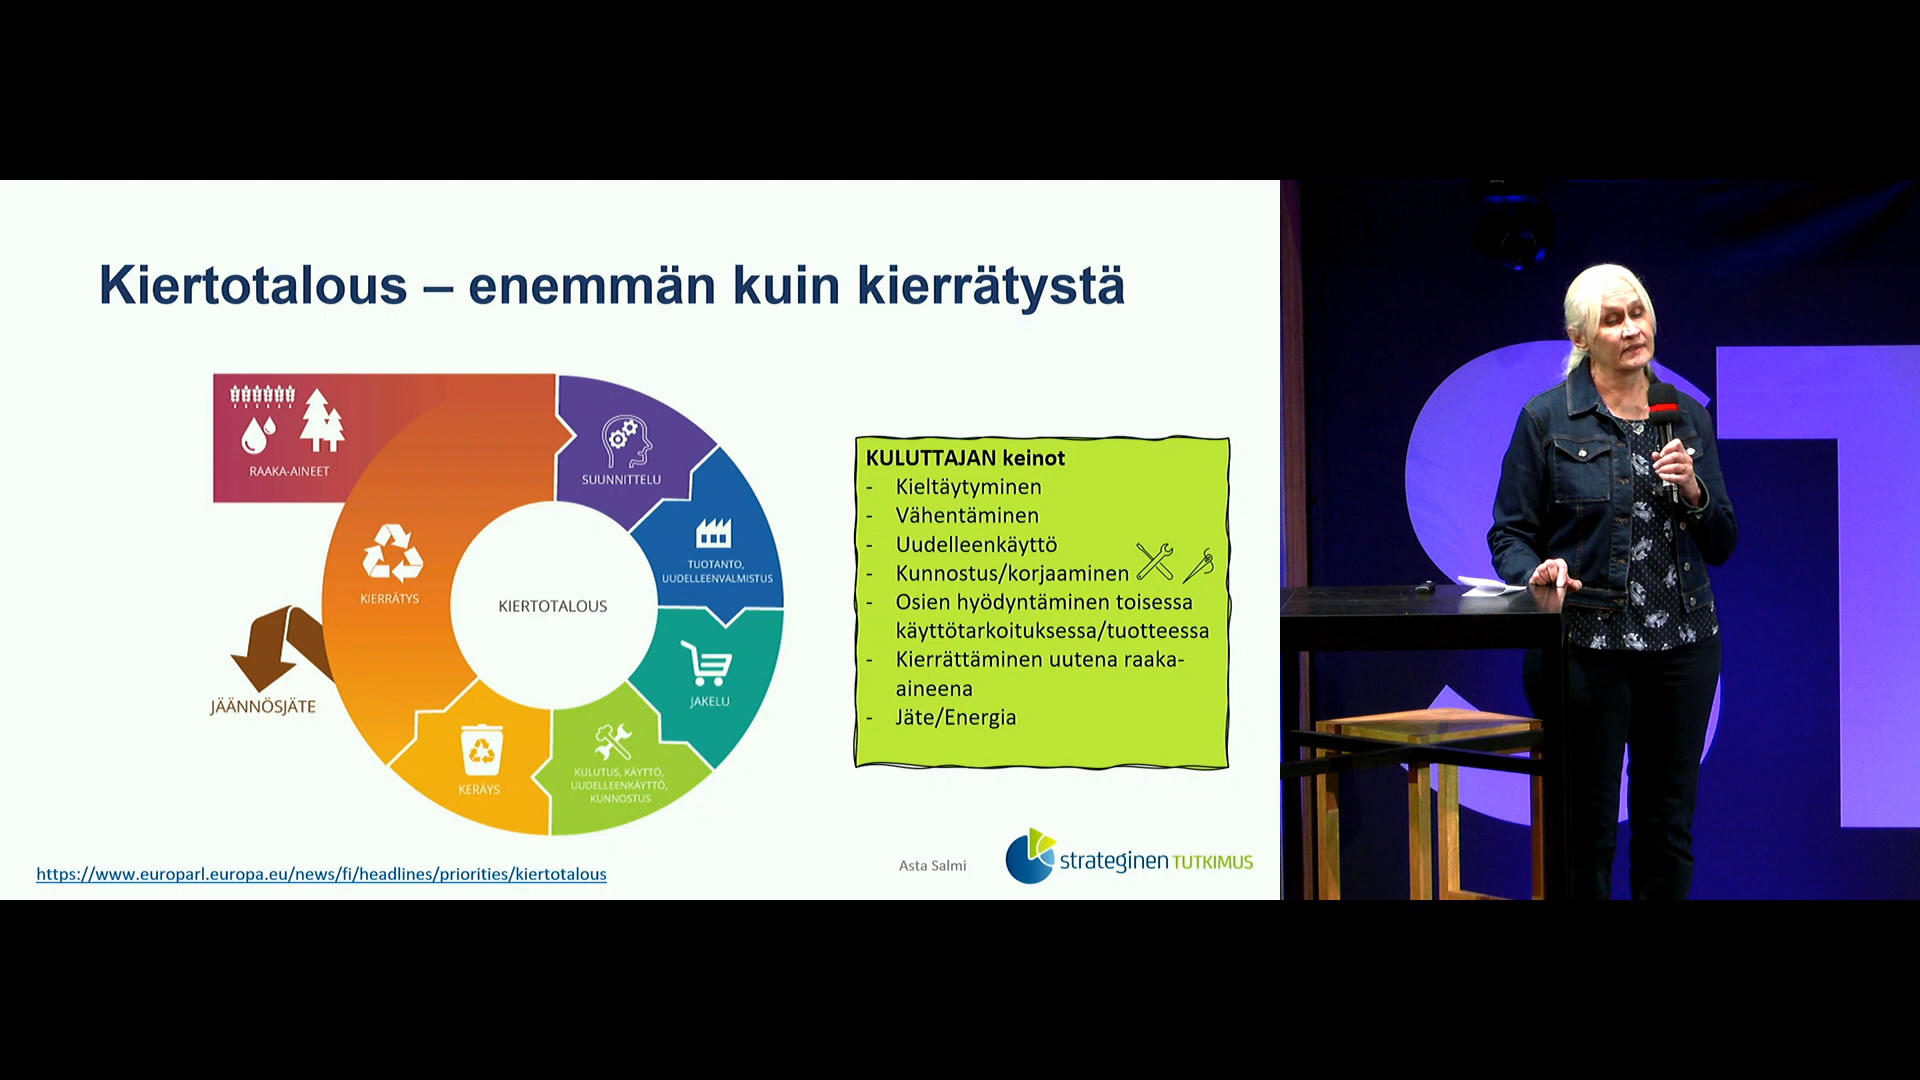 Kiertotalous – enemmän kuin kierrätystä
RAAKA-AINEET
SUUNNITTELU
TUOTANTO,
UUDELLEENVALMISTUS
KIERRÄTYS
KIERTOTALOUS
JAKELU
JÄÄNNÖSJÄTE
KERÄYS
KULUTUS, KÄYTTÖ,
UUDELLEENKÄYTTÖ,
KUNNOSTUS
KULUTTAJAN keinot
- Kieltäytyminen
- Vähentäminen
- Uudelleenkäyttö
- Kunnostus/korjaaminen
- Osien hyödyntäminen toisessa
käyttötarkoituksessa/tuotteessa
- Kierrättäminen uutena raaka-
aineena
- Jäte/Energia
https://www.europarl.europa.eu/news/fi/headlines/priorities/kiertotalous
Asta Salmi
strateginen TUTKIMUS
ST